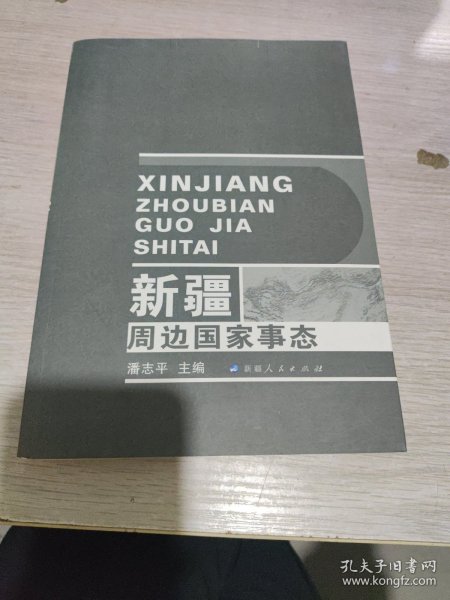 XINJIANG
ZHOUBIAN
GUO JIA
SHITAI
新疆
周边国家事态
潘志平 主编 新疆人民出版社
孔夫子旧书网
www.kongfz.com